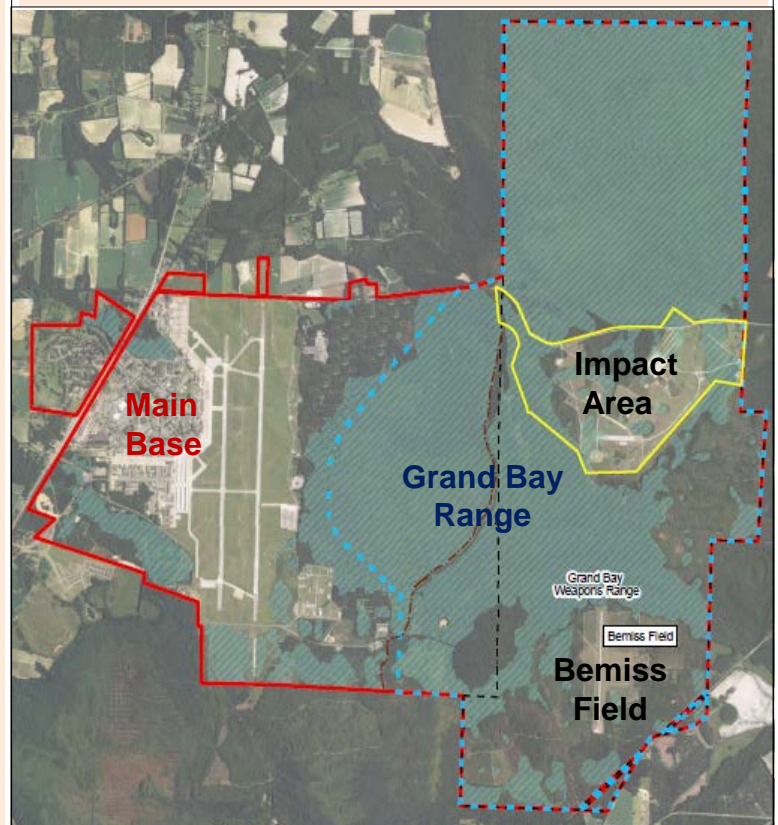 Impact
Area
Main
Base
Grand Bay
Range
Grand Bay
Weapons Range
Bemiss Field
Bemiss
Field